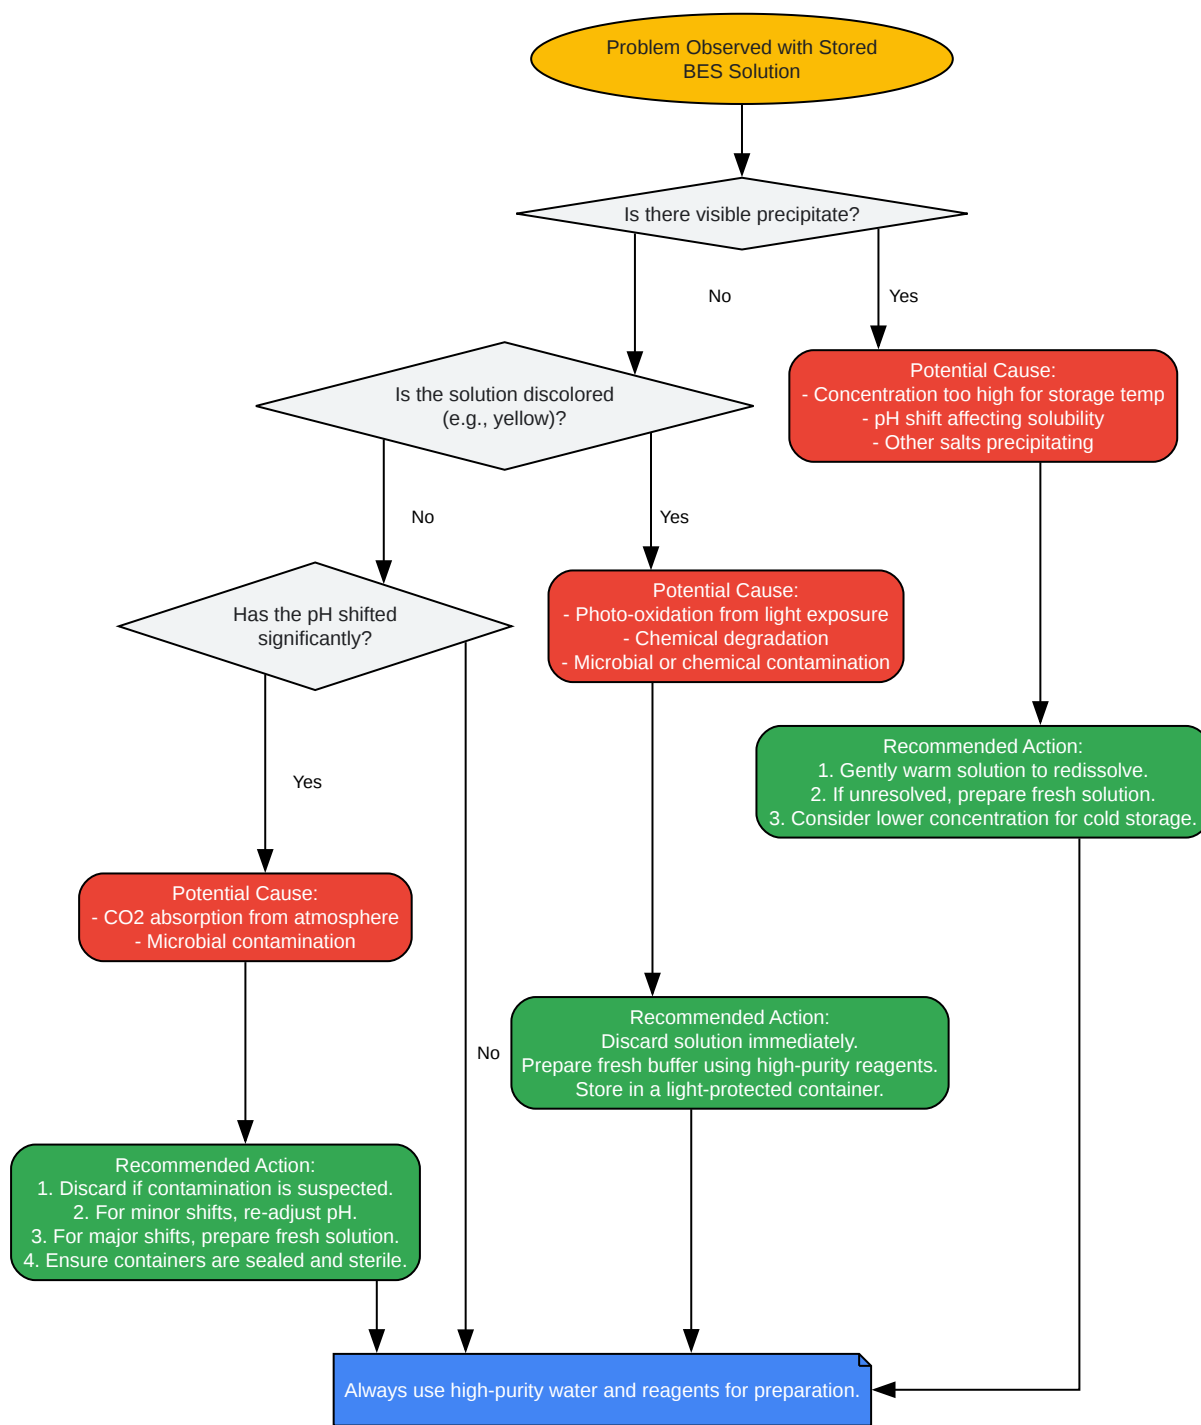 Problem Observed with Stored
BES Solution
Is there visible precipitate?
No
Yes
Is the solution discolored
(e.g., yellow)?
Potential Cause:
- Concentration too high for storage temp
- pH shift affecting solubility
- Other salts precipitating
No
Yes
Has the pH shifted
significantly?
Potential Cause:
- Photo-oxidation from light exposure
- Chemical degradation
- Microbial or chemical contamination
Recommended Action:
1. Gently warm solution to redissolve.
2. If unresolved, prepare fresh solution.
3. Consider lower concentration for cold storage.
Yes
Potential Cause:
- CO2 absorption from atmosphere
- Microbial contamination
No
Recommended Action:
Discard solution immediately.
Prepare fresh buffer using high-purity reagents.
Store in a light-protected container.
Recommended Action:
1. Discard if contamination is suspected.
2. For minor shifts, re-adjust pH.
3. For major shifts, prepare fresh solution.
4. Ensure containers are sealed and sterile.
Always use high-purity water and reagents for preparation.